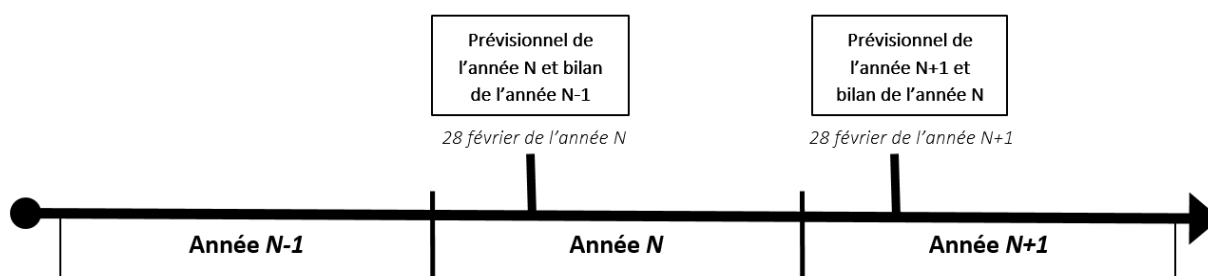 Prévisionnel de
l'année N et bilan
de l'année N-1
Prévisionnel de
l'année N+1 et
bilan de l'année N
28 février de l'année N
28 février de l'année N+1
Année N-1
Année N
Année N+1